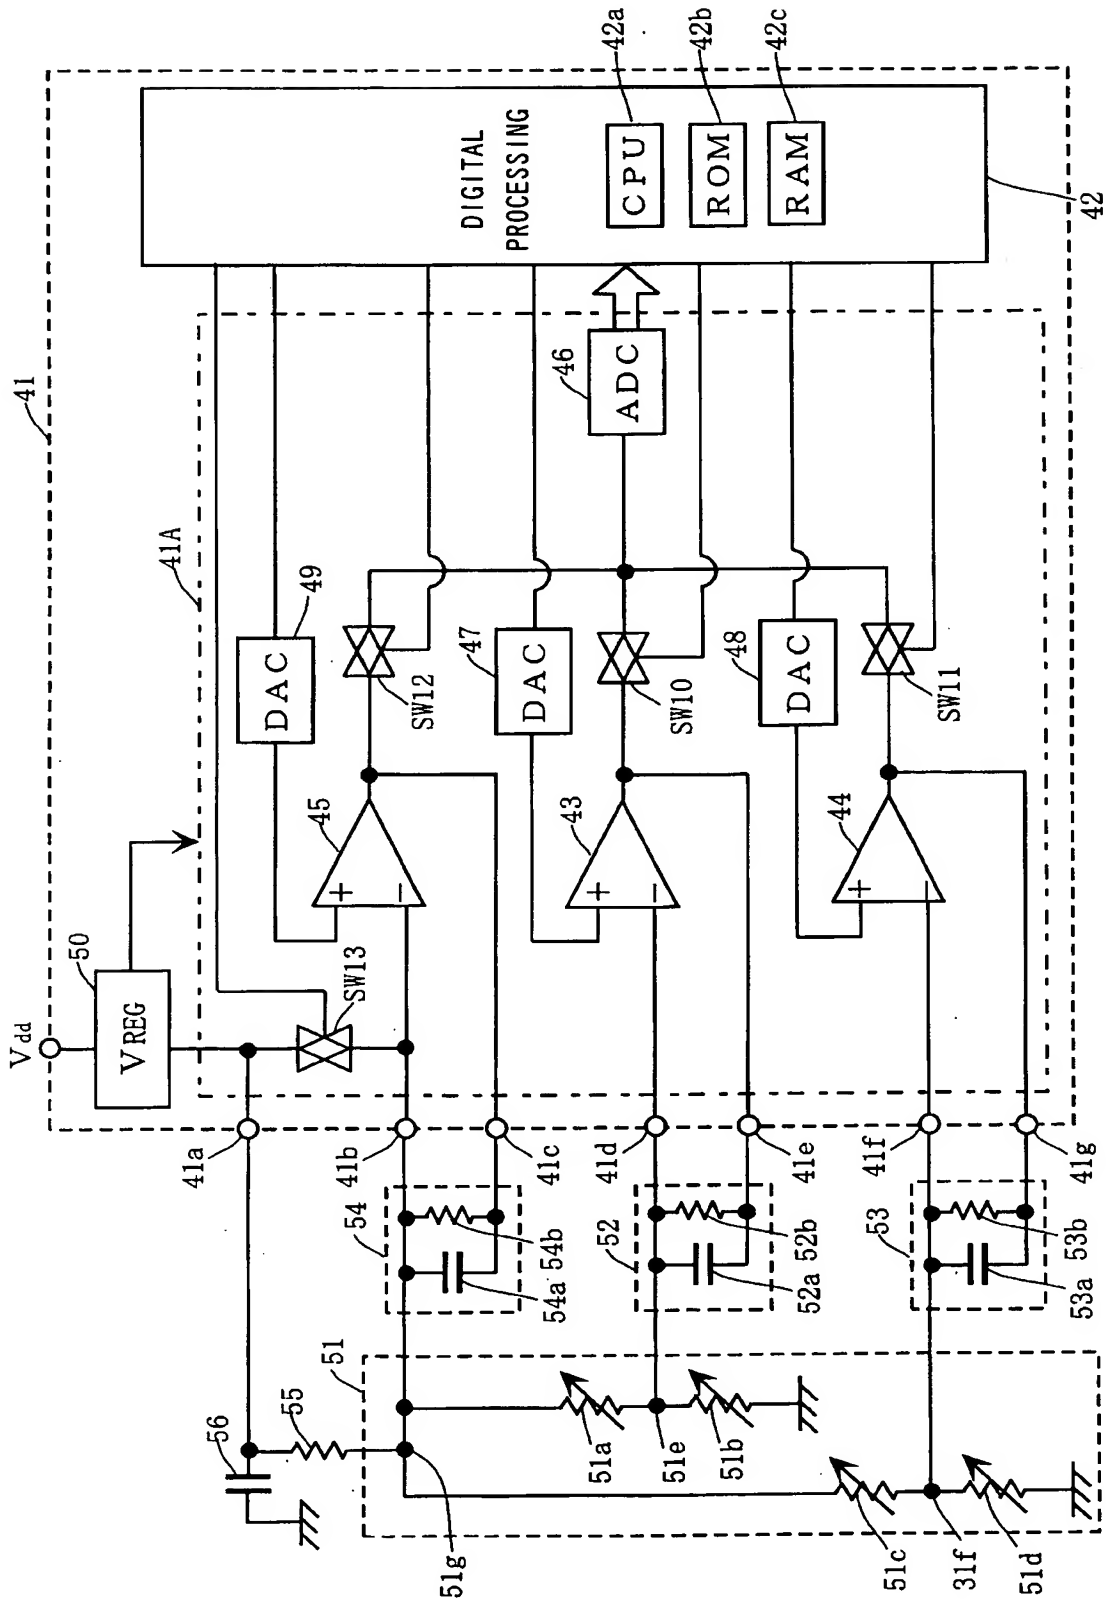 41
42
42a
42b
42c
DIGITAL
PROCESSING
CPU
ROM
RAM
41A
46
ADC
49
DAC
47
DAC
48
DAC
SW12
SW10
SW11
45
+
−
43
+
−
44
+
−
Vdd
50
VREG
SW13
41a
41b
41c
41d
41e
41f
41g
54
54b
54a
52
52b
52a
53
53b
53a
56
55
51
51g
51a
51e
51b
51c
31f
51d